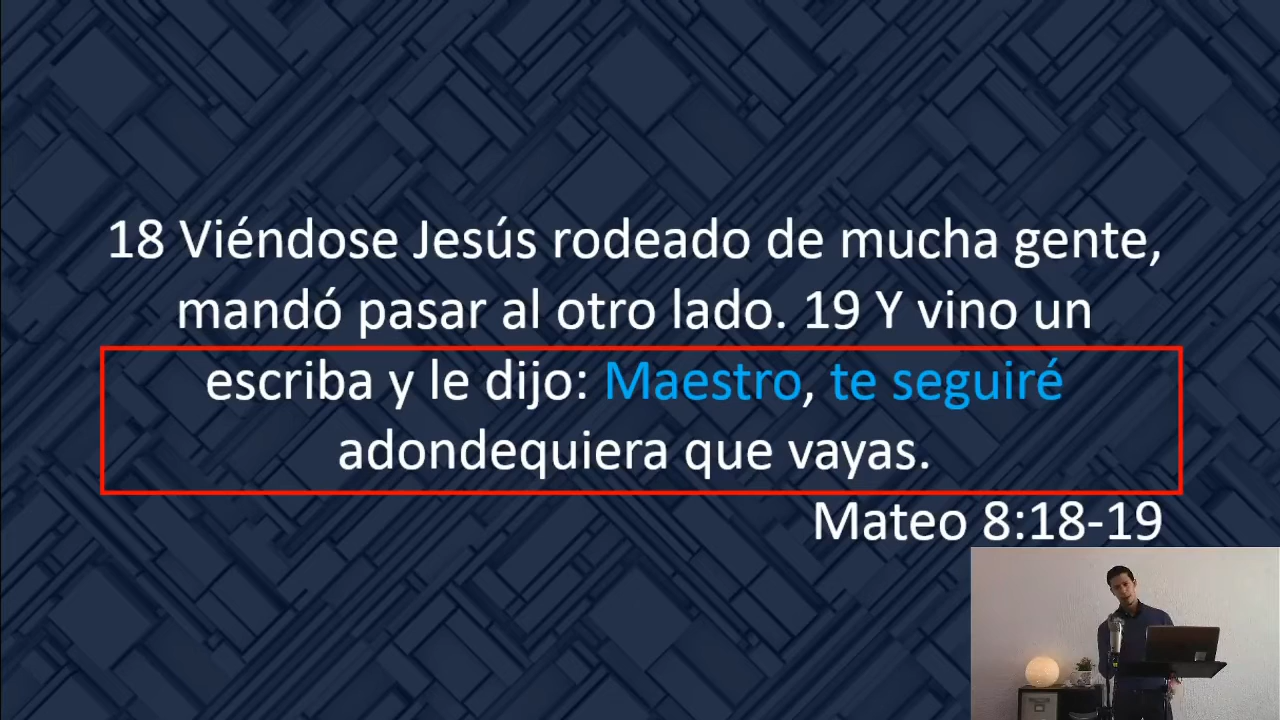 18 Viéndose Jesús rodeado de mucha gente,
mandó pasar al otro lado. 19 Y vino un
escriba y le dijo: Maestro, te seguiré
adondequiera que vayas.
Mateo 8:18-19